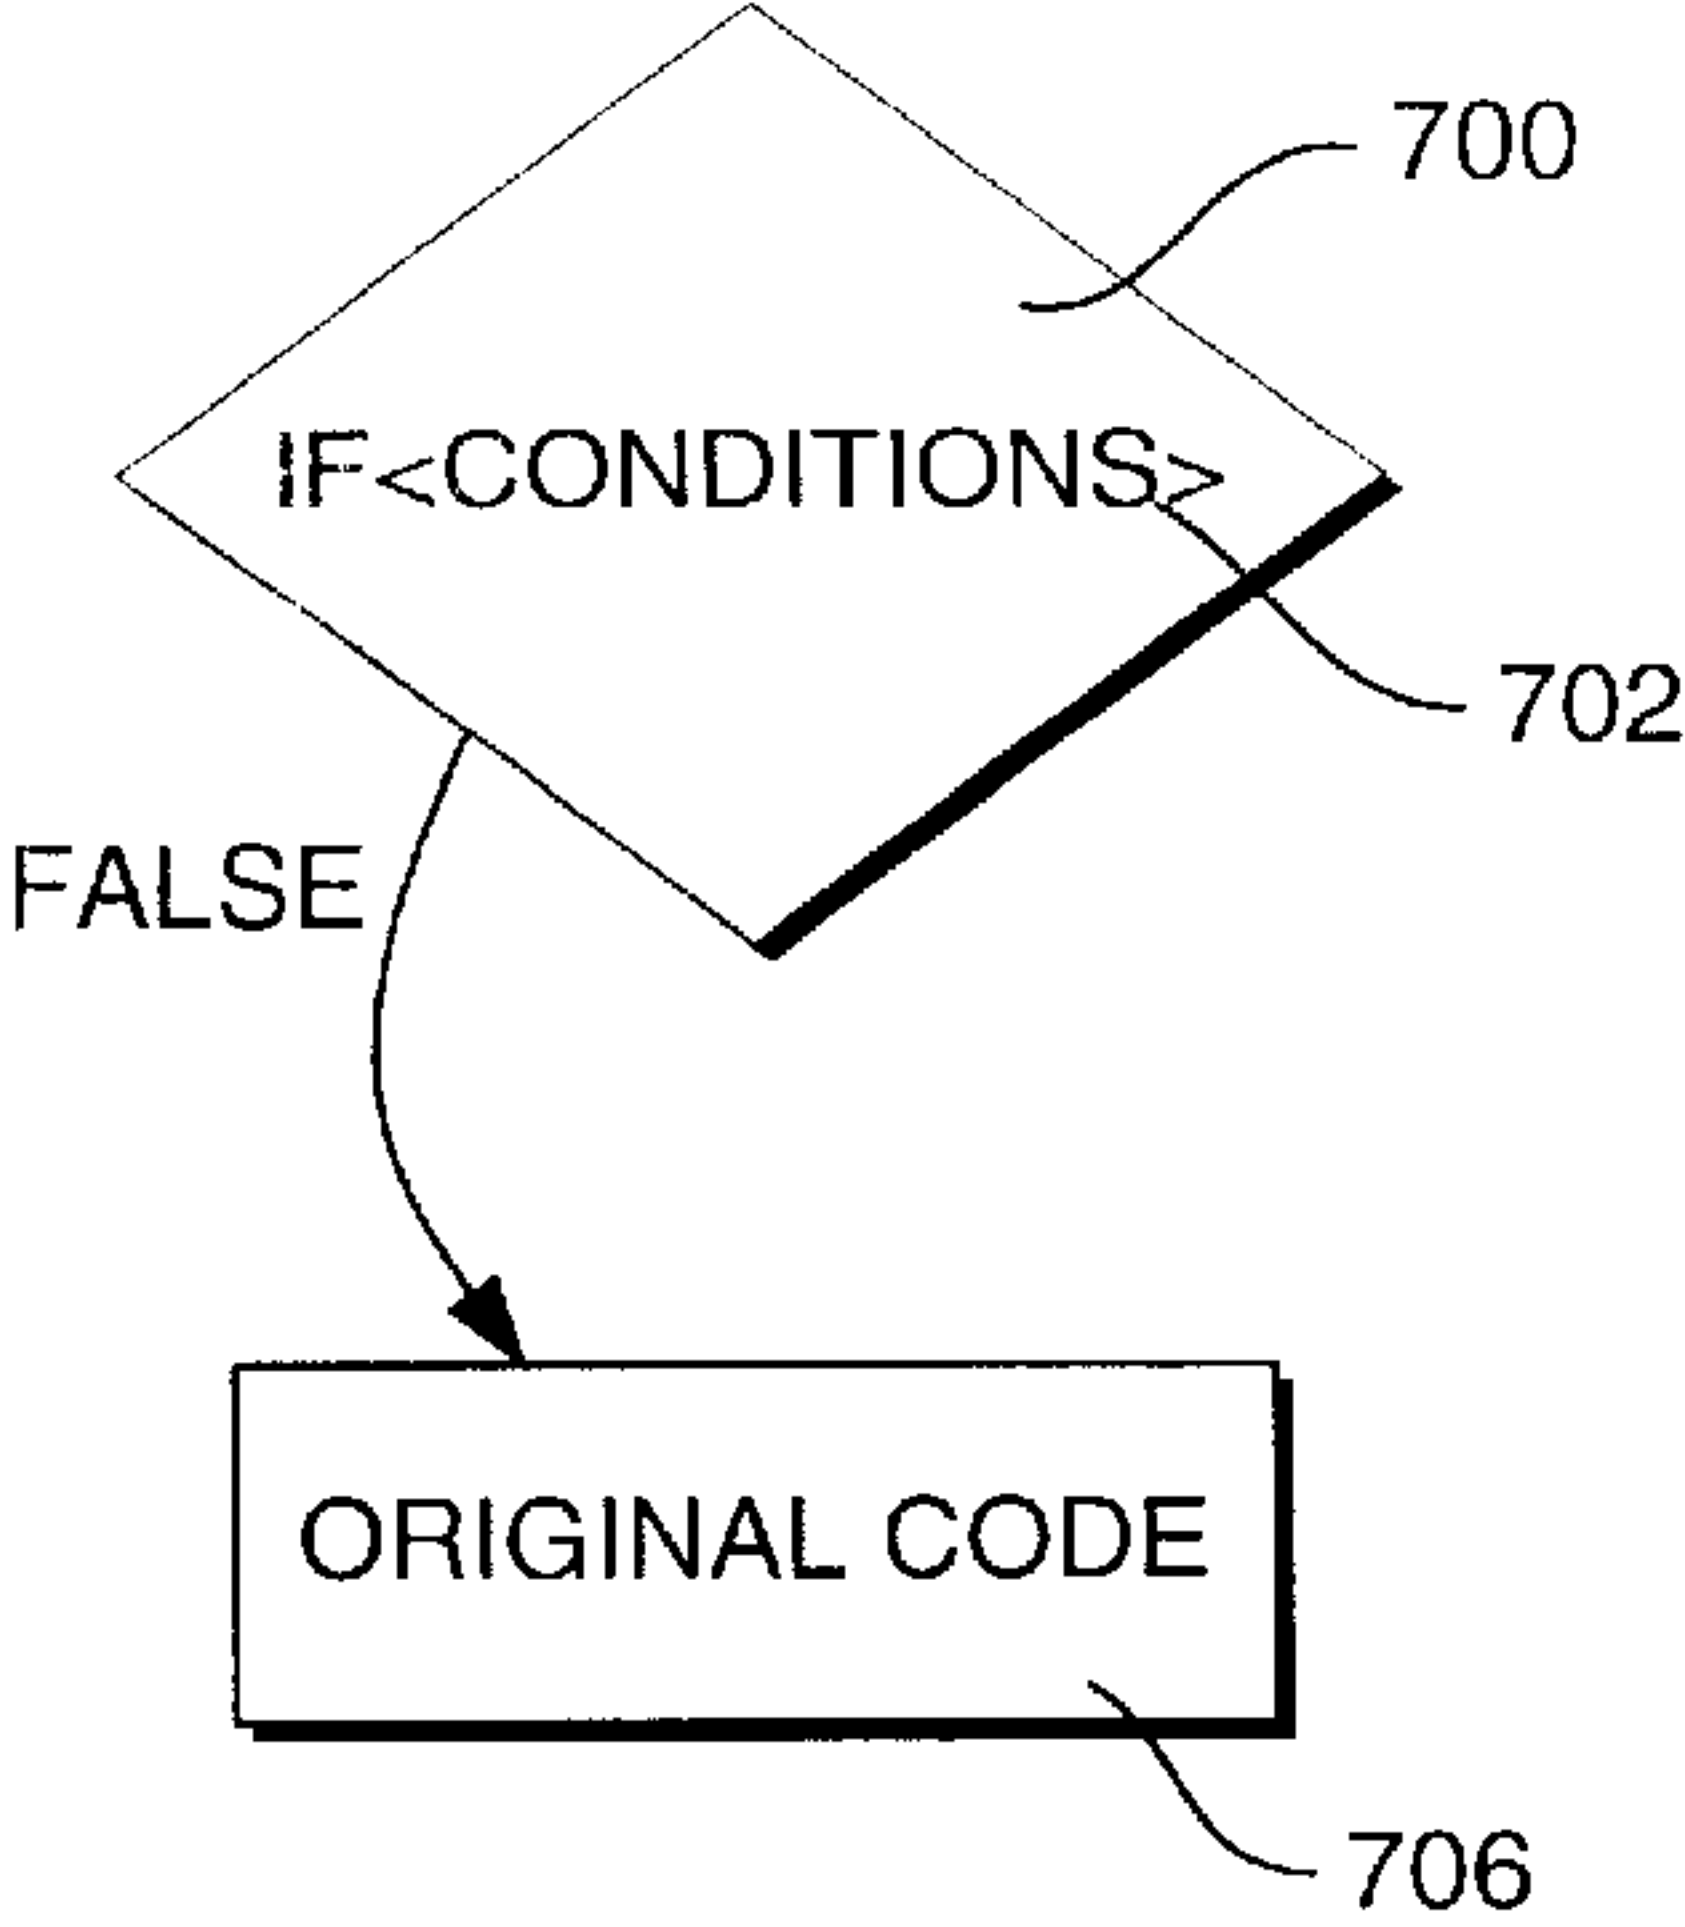 700
IF<CONDITIONS>
702
FALSE
ORIGINAL CODE
706